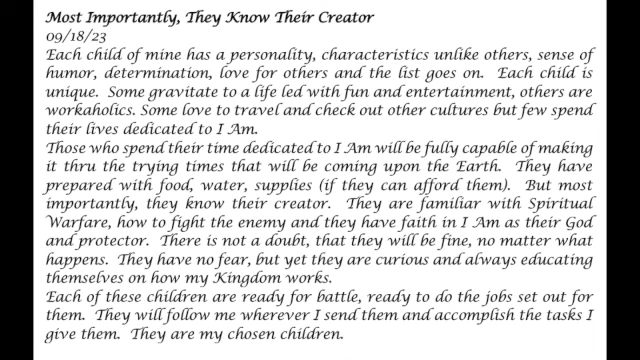 Most Importantly, They Know Their Creator
09/18/23
Each child of mine has a personality, characteristics unlike others, sense of
humor, determination, love for others and the list goes on.  Each child is
unique.  Some gravitate to a life led with fun and entertainment, others are
workaholics. Some love to travel and check out other cultures but few spend
their lives dedicated to I Am.
Those who spend their time dedicated to I Am will be fully capable of making
it thru the trying times that will be coming upon the Earth.  They have
prepared with food, water, supplies (if they can afford them).  But most
importantly, they know their creator.  They are familiar with Spiritual
Warfare, how to fight the enemy and they have faith in I Am as their God
and protector.  There is not a doubt, that they will be fine, no matter what
happens.  They have no fear, but yet they are curious and always educating
themselves on how my Kingdom works.
Each of these children are ready for battle, ready to do the jobs set out for
them.  They will follow me wherever I send them and accomplish the tasks I
give them.  They are my chosen children.